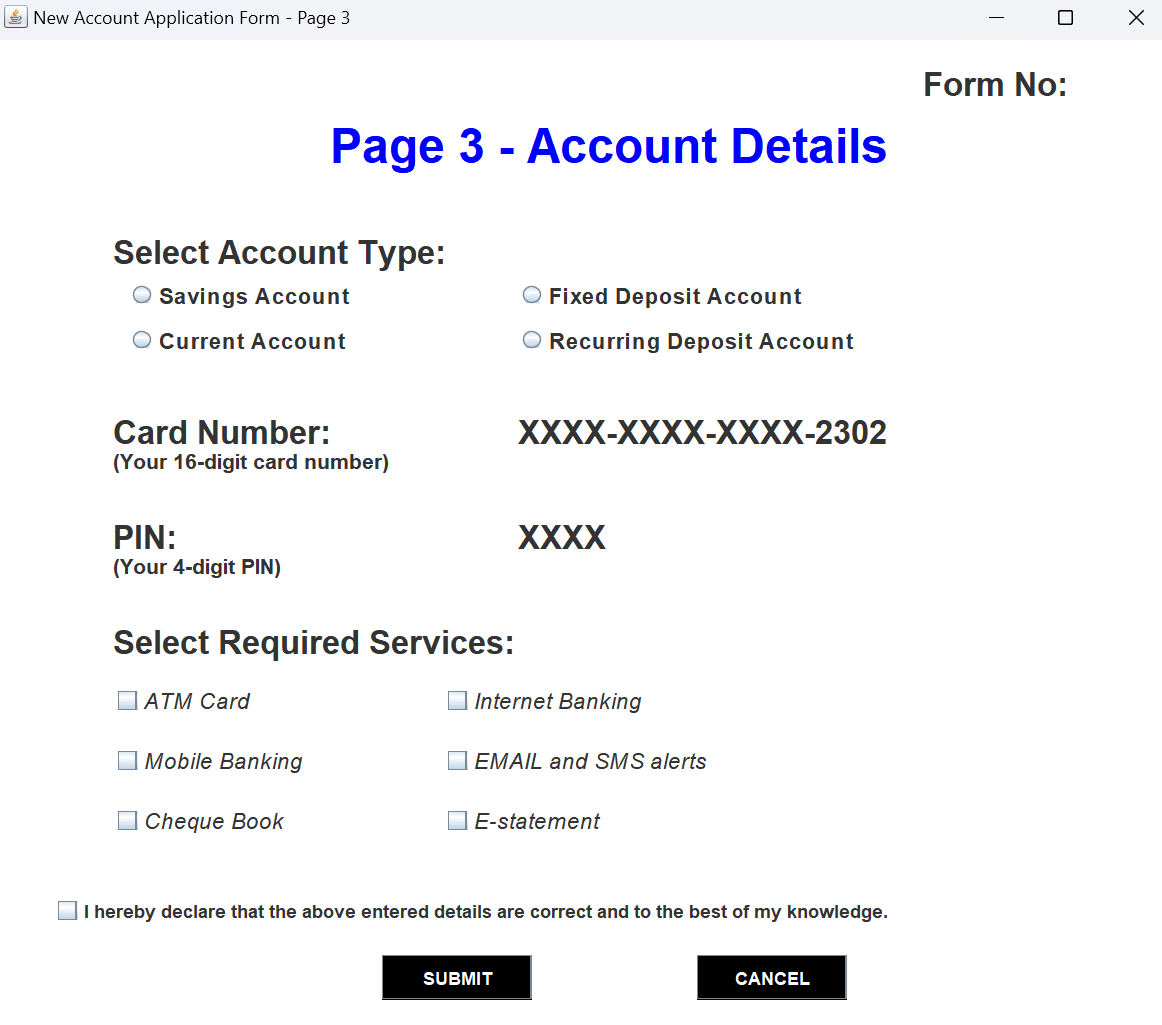 New Account Application Form - Page 3
Form No:
Page 3 - Account Details
Select Account Type:
Savings Account Fixed Deposit Account
Current Account Recurring Deposit Account
Card Number: XXXX-XXXX-XXXX-2302
(Your 16-digit card number)
PIN: XXXX
(Your 4-digit PIN)
Select Required Services:
ATM Card Internet Banking
Mobile Banking EMAIL and SMS alerts
Cheque Book E-statement
I hereby declare that the above entered details are correct and to the best of my knowledge.
SUBMIT CANCEL